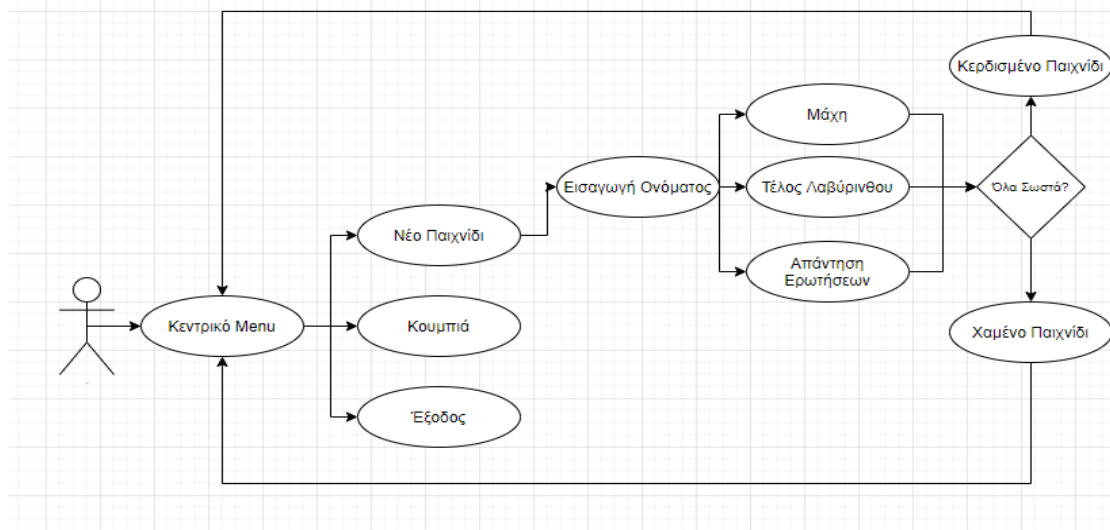 Κερδισμένο Παιχνίδι
Μάχη
Εισαγωγή Ονόματος
Τέλος Λαβύρινθου
Όλα Σωστά?
Νέο Παιχνίδι
Απάντηση
Ερωτήσεων
Κεντρικό Menu
Κουμπιά
Χαμένο Παιχνίδι
Έξοδος